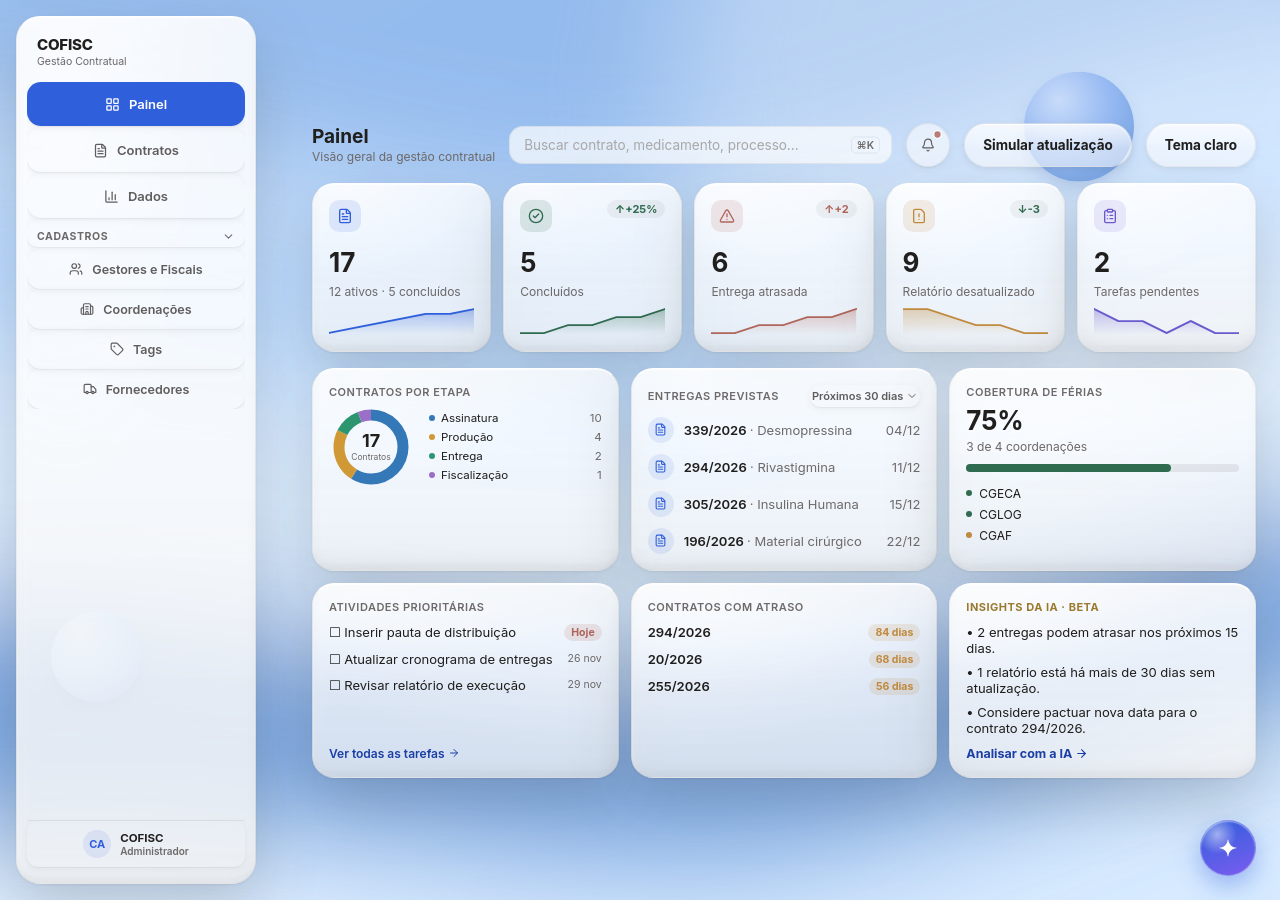 COFISC
Gestão Contratual
Painel
Contratos
Dados
CADASTROS
Gestores e Fiscais
Coordenações
Tags
Fornecedores
CA
COFISC
Administrador
Painel
Visão geral da gestão contratual
Buscar contrato, medicamento, processo...
⌘K
Simular atualização
Tema claro
17
12 ativos · 5 concluídos
↑+25%
5
Concluídos
↑+2
6
Entrega atrasada
↓-3
9
Relatório desatualizado
2
Tarefas pendentes
CONTRATOS POR ETAPA
17
Contratos
Assinatura 10
Produção 4
Entrega 2
Fiscalização 1
ENTREGAS PREVISTAS
Próximos 30 dias
339/2026 · Desmopressina 04/12
294/2026 · Rivastigmina 11/12
305/2026 · Insulina Humana 15/12
196/2026 · Material cirúrgico 22/12
COBERTURA DE FÉRIAS
75%
3 de 4 coordenações
CGECA
CGLOG
CGAF
ATIVIDADES PRIORITÁRIAS
☐ Inserir pauta de distribuição Hoje
☐ Atualizar cronograma de entregas 26 nov
☐ Revisar relatório de execução 29 nov
Ver todas as tarefas →
CONTRATOS COM ATRASO
294/2026 84 dias
20/2026 68 dias
255/2026 56 dias
INSIGHTS DA IA · BETA
• 2 entregas podem atrasar nos próximos 15
dias.
• 1 relatório está há mais de 30 dias sem
atualização.
• Considere pactuar nova data para o
contrato 294/2026.
Analisar com a IA →